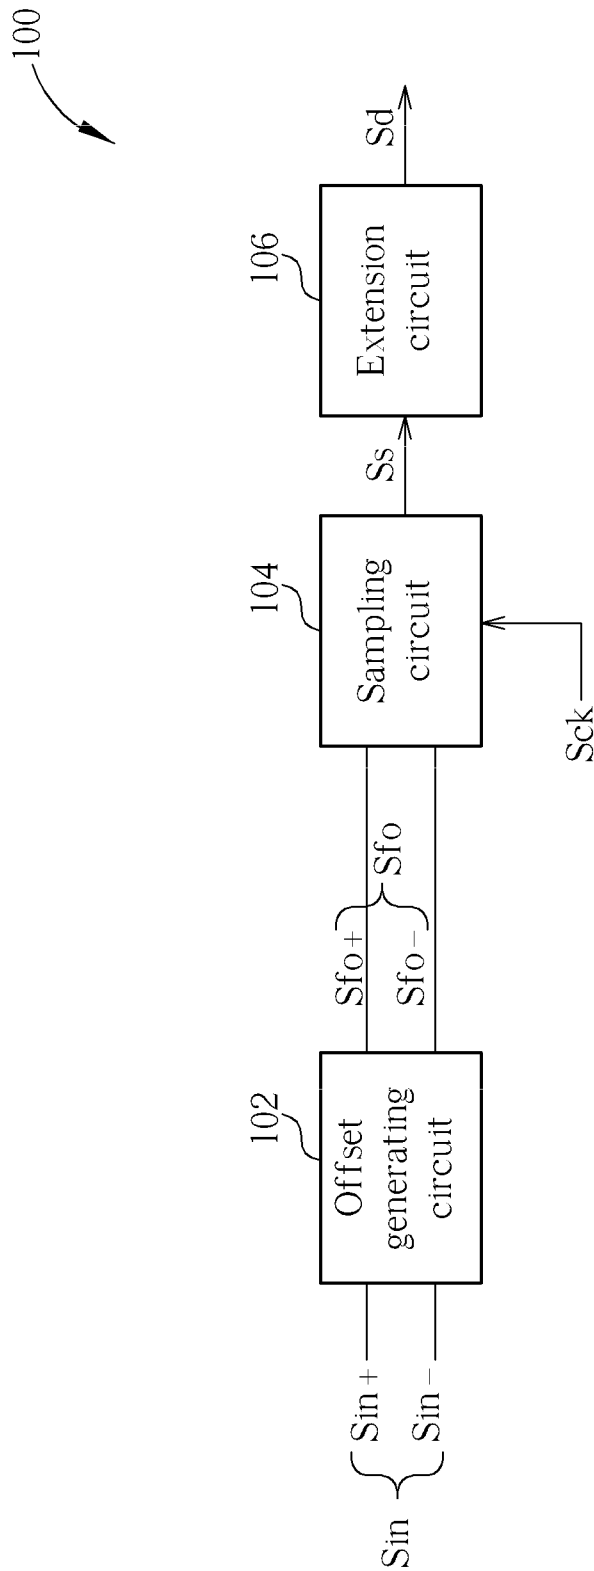 100
Sin
Sin+
Sin−
102
Offset
generating
circuit
Sfo+
Sfo−
Sfo
104
Sampling
circuit
Sck
Ss
106
Extension
circuit
Sd